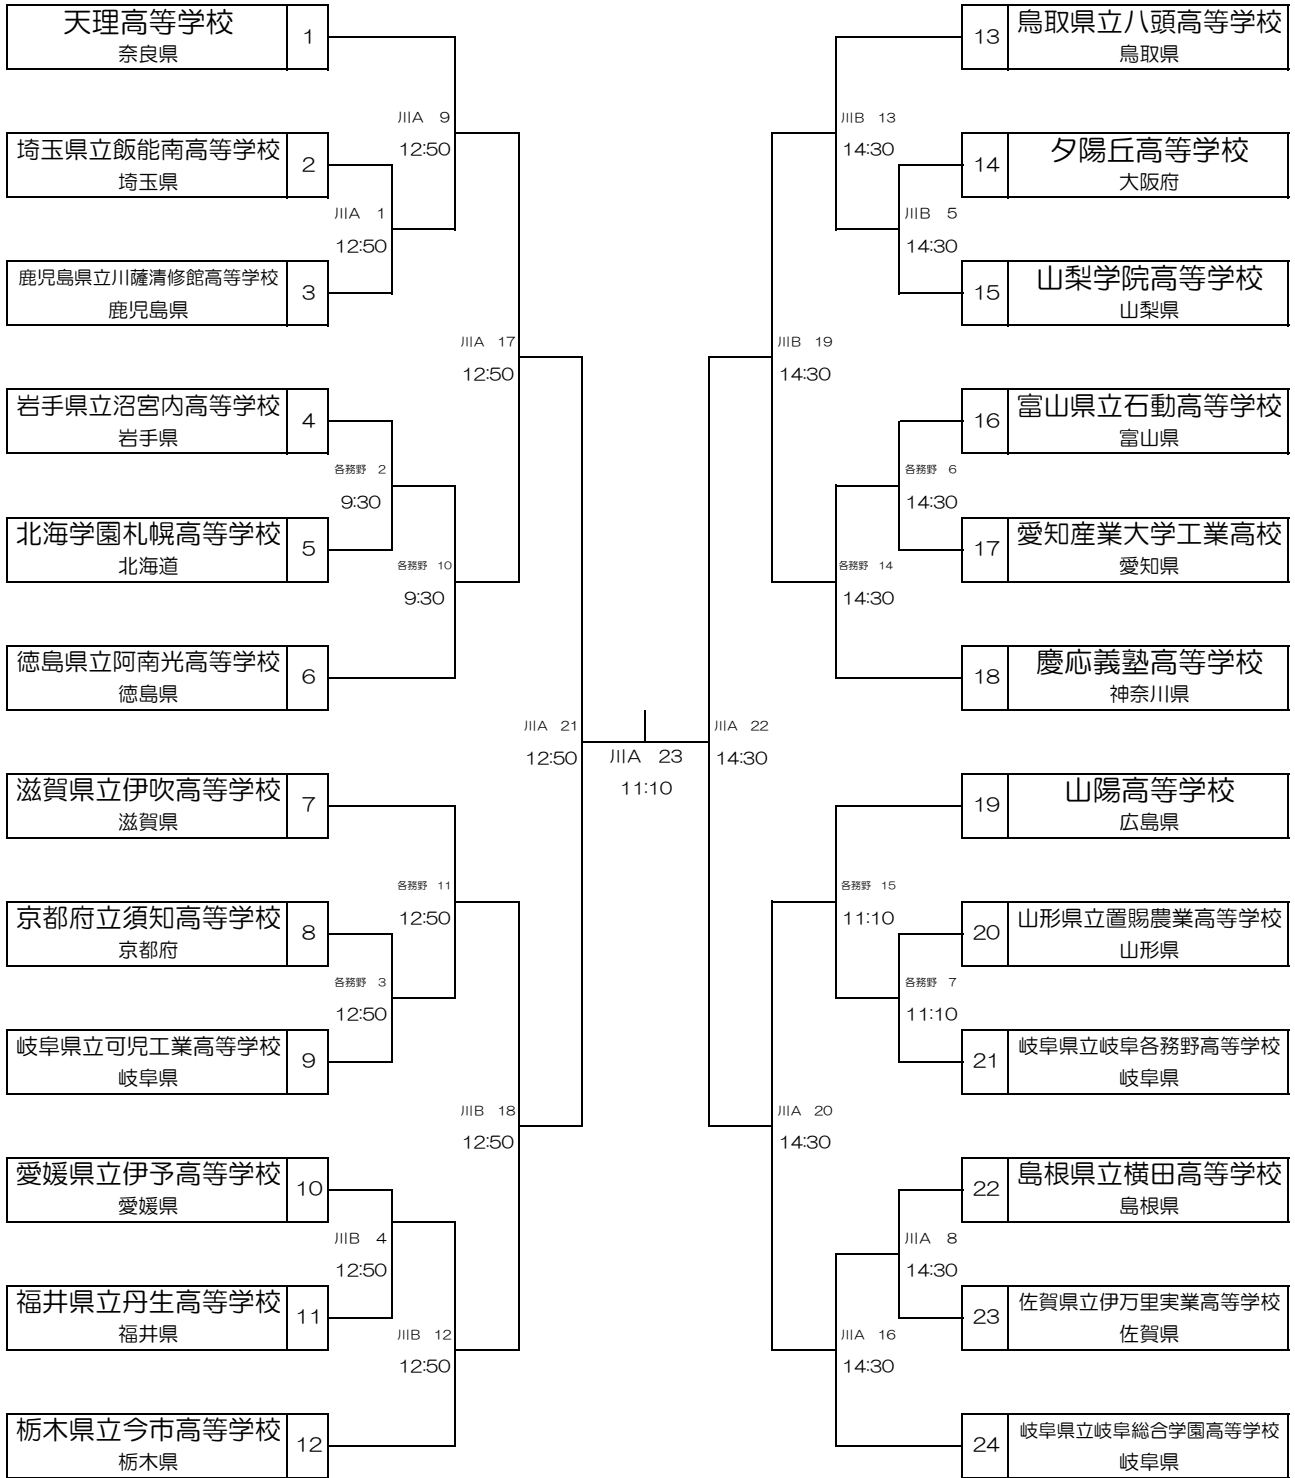 天理高等学校
奈良県
1
埼玉県立飯能南高等学校
埼玉県
2
鹿児島県立川薩清修館高等学校
鹿児島県
3
岩手県立沼宮内高等学校
岩手県
4
北海学園札幌高等学校
北海道
5
徳島県立阿南光高等学校
徳島県
6
滋賀県立伊吹高等学校
滋賀県
7
京都府立須知高等学校
京都府
8
岐阜県立可児工業高等学校
岐阜県
9
愛媛県立伊予高等学校
愛媛県
10
福井県立丹生高等学校
福井県
11
栃木県立今市高等学校
栃木県
12
川A 1
12:50
各務野 2
9:30
各務野 3
12:50
川B 4
12:50
川A 9
12:50
各務野 10
9:30
各務野 11
12:50
川B 12
12:50
川A 17
12:50
川B 18
12:50
川A 21
12:50
川A 23
11:10
川A 22
14:30
川B 19
14:30
川A 20
14:30
川B 13
14:30
各務野 14
14:30
各務野 15
11:10
川A 16
14:30
川B 5
14:30
各務野 6
14:30
各務野 7
11:10
川A 8
14:30
13
鳥取県立八頭高等学校
鳥取県
14
夕陽丘高等学校
大阪府
15
山梨学院高等学校
山梨県
16
富山県立石動高等学校
富山県
17
愛知産業大学工業高校
愛知県
18
慶応義塾高等学校
神奈川県
19
山陽高等学校
広島県
20
山形県立置賜農業高等学校
山形県
21
岐阜県立岐阜各務野高等学校
岐阜県
22
島根県立横田高等学校
島根県
23
佐賀県立伊万里実業高等学校
佐賀県
24
岐阜県立岐阜総合学園高等学校
岐阜県